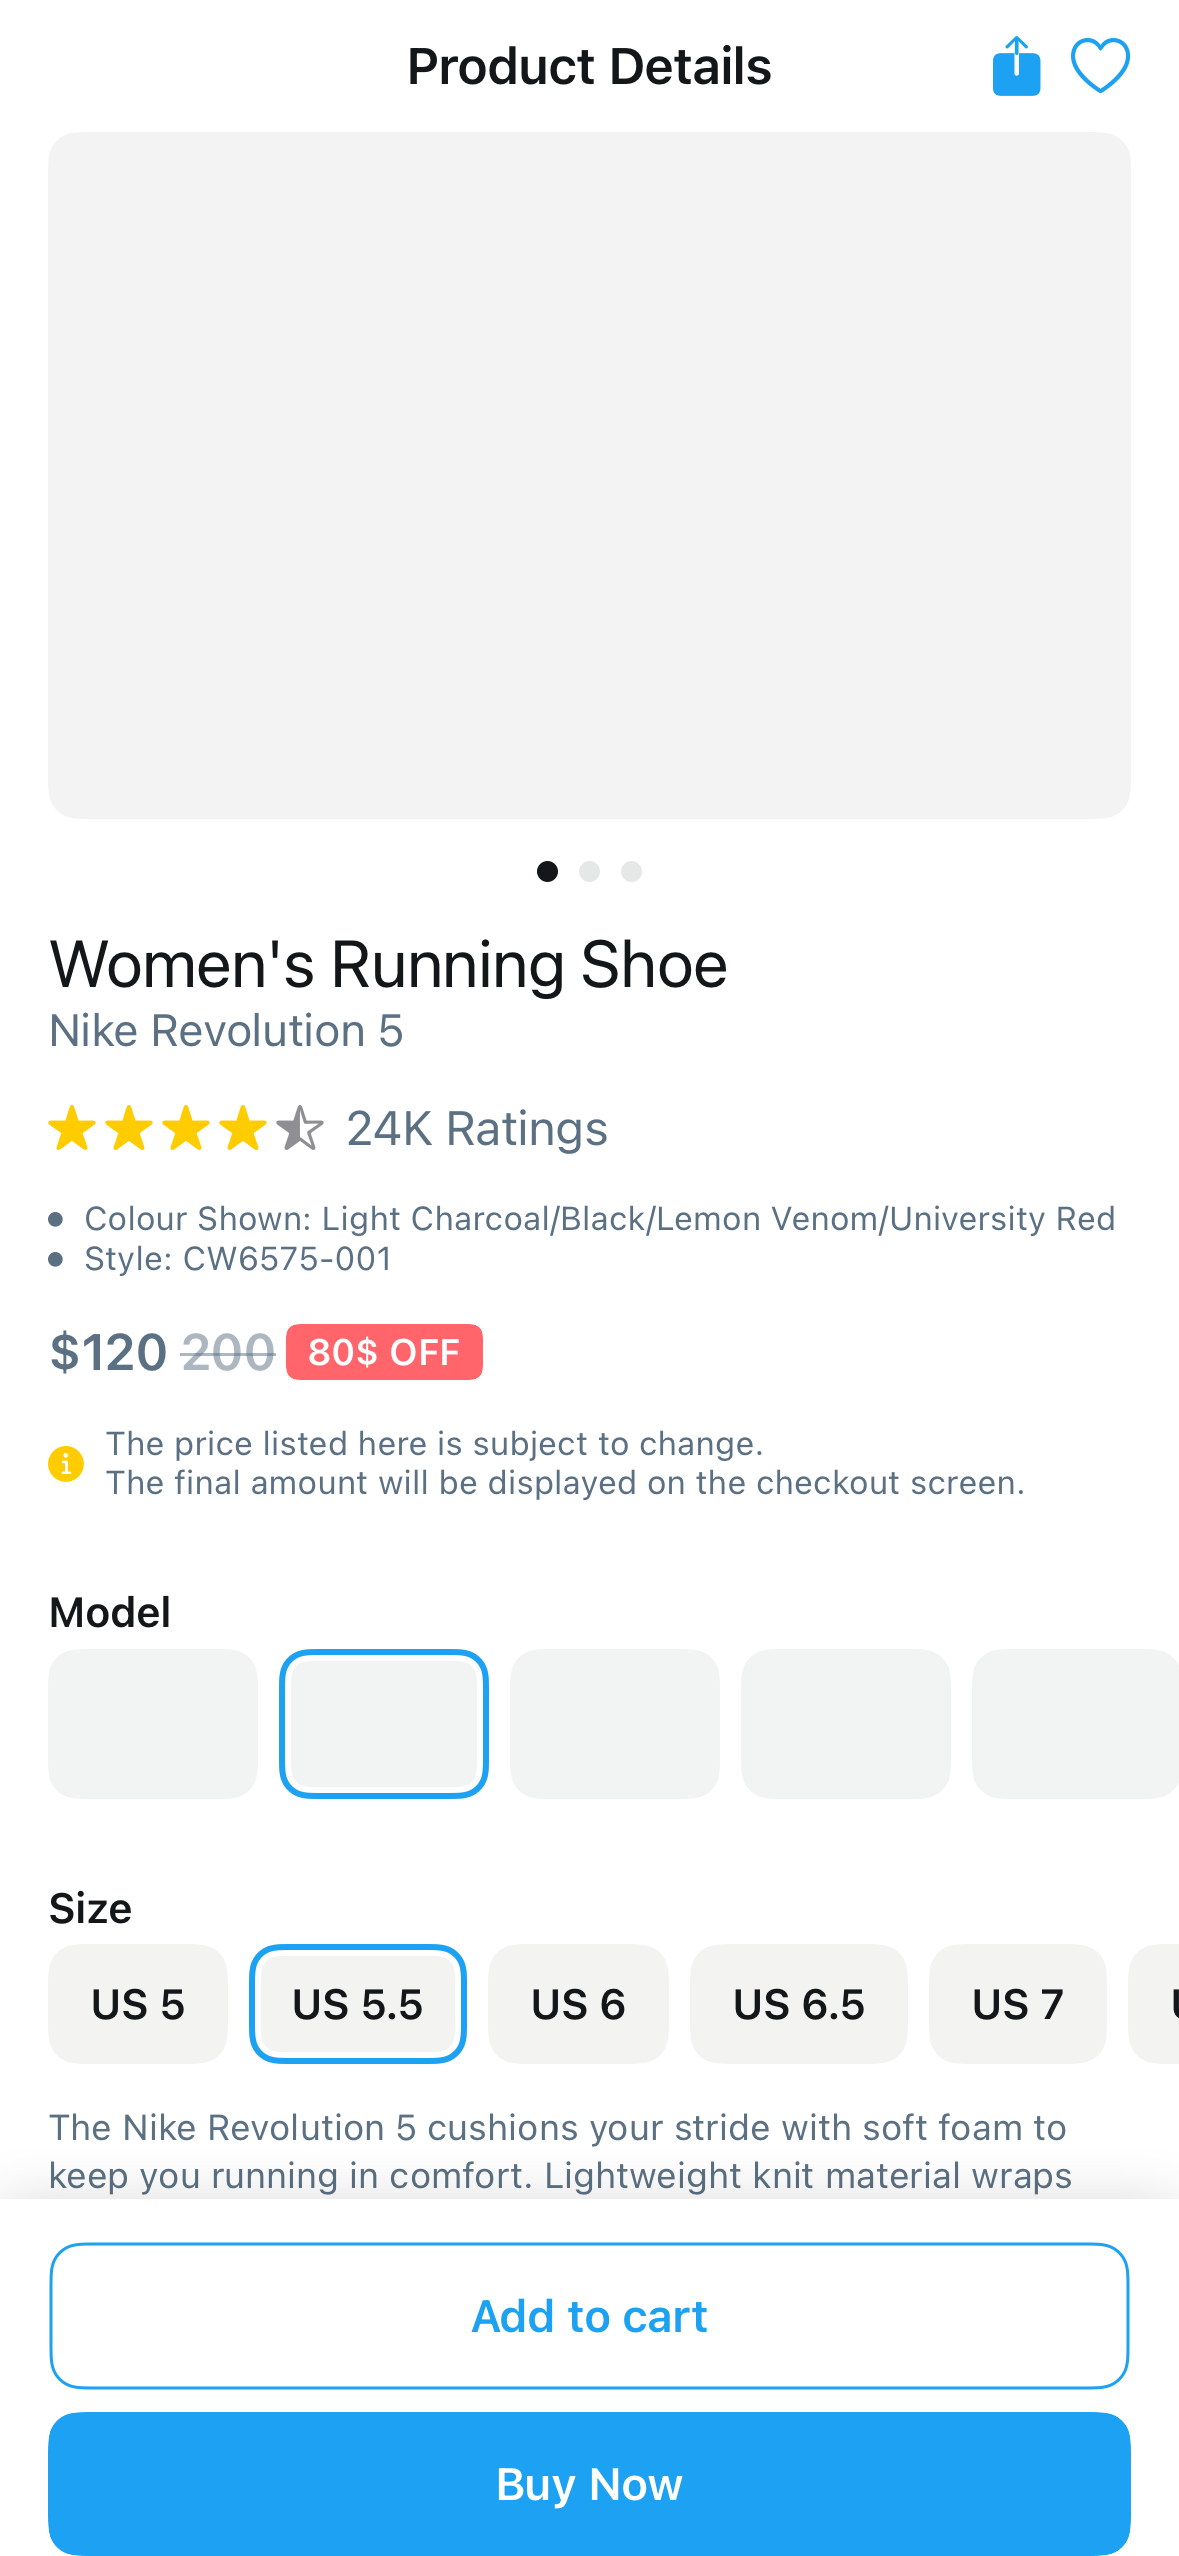 Product Details
Women's Running Shoe
Nike Revolution 5
24K Ratings
Colour Shown: Light Charcoal/Black/Lemon Venom/University Red
Style: CW6575-001
$120 200 80$ OFF
The price listed here is subject to change.
The final amount will be displayed on the checkout screen.
Model
Size
US 5 US 5.5 US 6 US 6.5 US 7
The Nike Revolution 5 cushions your stride with soft foam to
keep you running in comfort. Lightweight knit material wraps
Add to cart
Buy Now